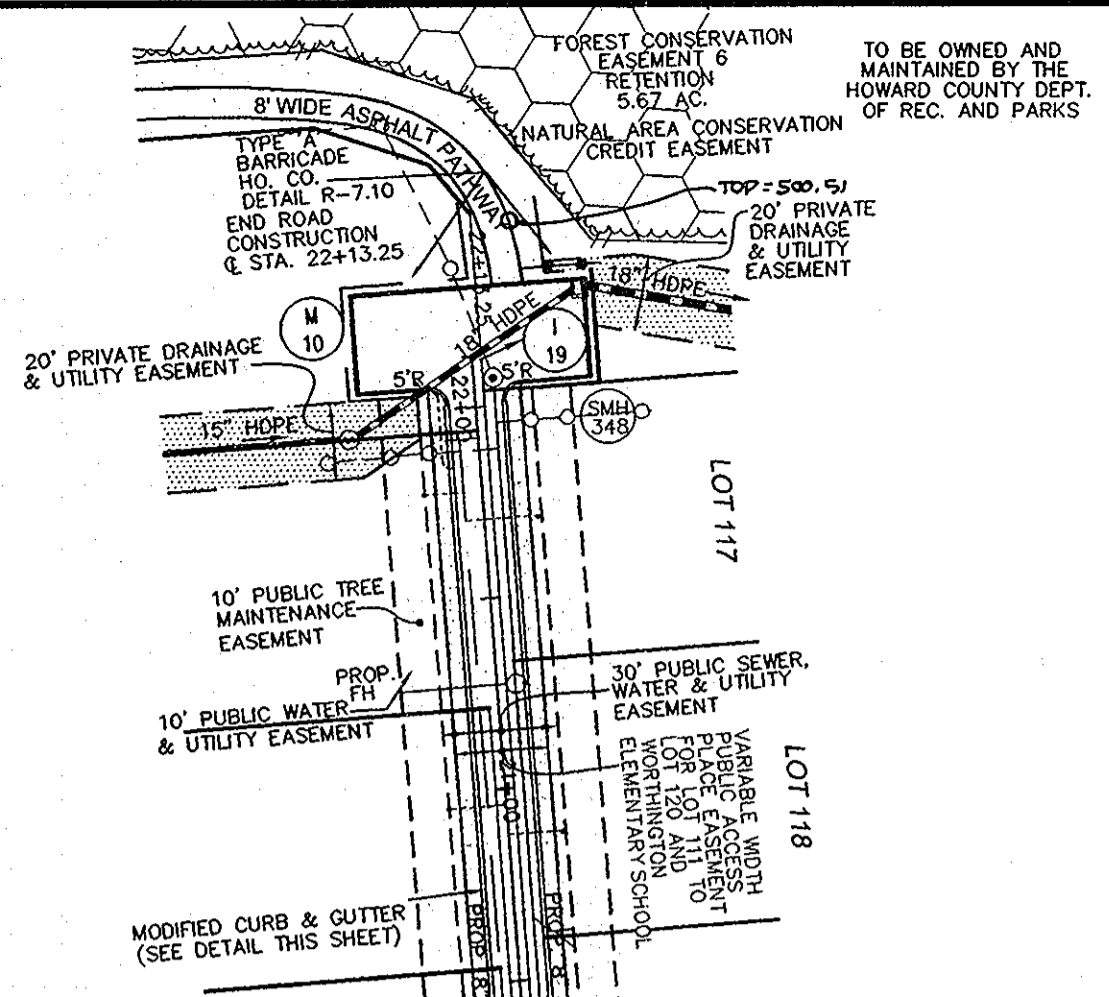 FOREST CONSERVATION
EASEMENT 6
RETENTION
5.67 AC.
TO BE OWNED AND
MAINTAINED BY THE
HOWARD COUNTY DEPT.
OF REC. AND PARKS
8' WIDE ASPHALT PATHWAY
NATURAL AREA CONSERVATION
CREDIT EASEMENT
TYPE 'A'
BARRICADE
HO. CO.
DETAIL R-7.10
END ROAD
CONSTRUCTION
℄ STA. 22+13.25
TOP=500.51
20' PRIVATE
DRAINAGE
& UTILITY
EASEMENT
22+13.25
18" HDPE
18" HDPE
M
10
I
19
20' PRIVATE DRAINAGE
& UTILITY EASEMENT
5'R
5'R
22+00
SMH
348
15" HDPE
LOT 117
10' PUBLIC TREE
MAINTENANCE
EASEMENT
PROP.
FH
10' PUBLIC WATER
& UTILITY EASEMENT
30' PUBLIC SEWER,
WATER & UTILITY
EASEMENT
21+00
VARIABLE WIDTH
PUBLIC ACCESS
PLACE EASEMENT
FOR LOT 111 TO
LOT 120 AND
WORTHINGTON
ELEMENTARY SCHOOL
LOT 118
MODIFIED CURB & GUTTER
(SEE DETAIL THIS SHEET)
PROP 8"
PROP 8"